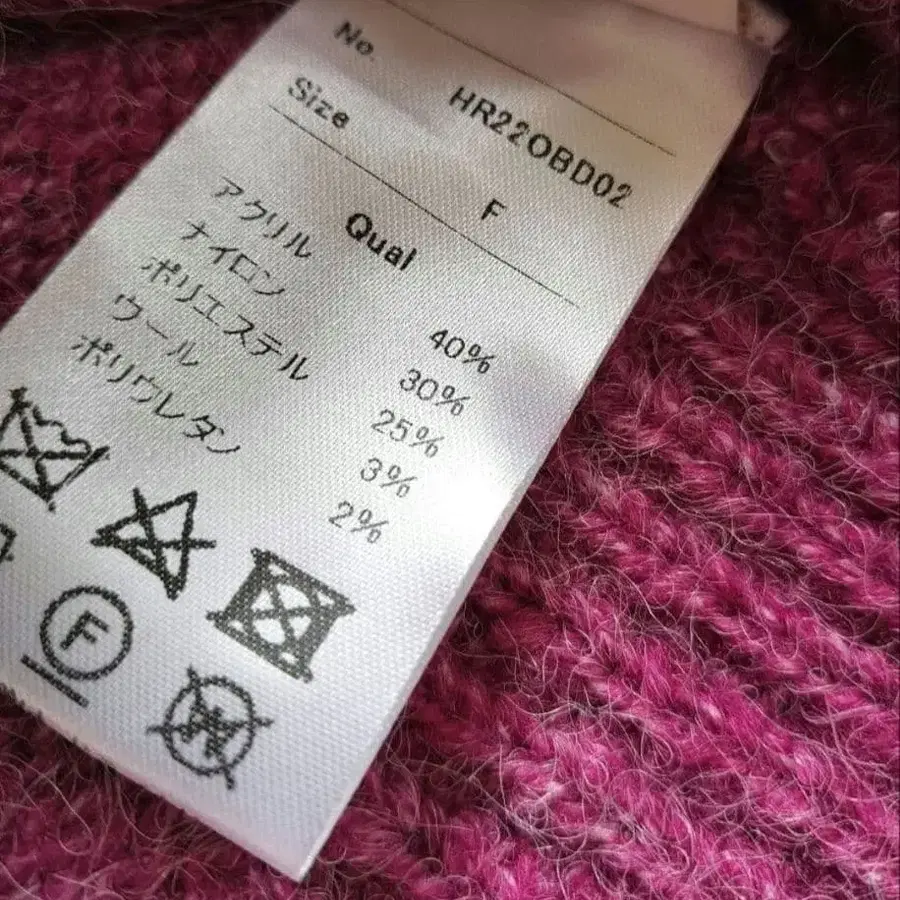 No. HR22OBD02
Size F
Qual
アクリル 40%
ナイロン 30%
ポリエステル 25%
ウール 3%
ポリウレタン 2%
F
W